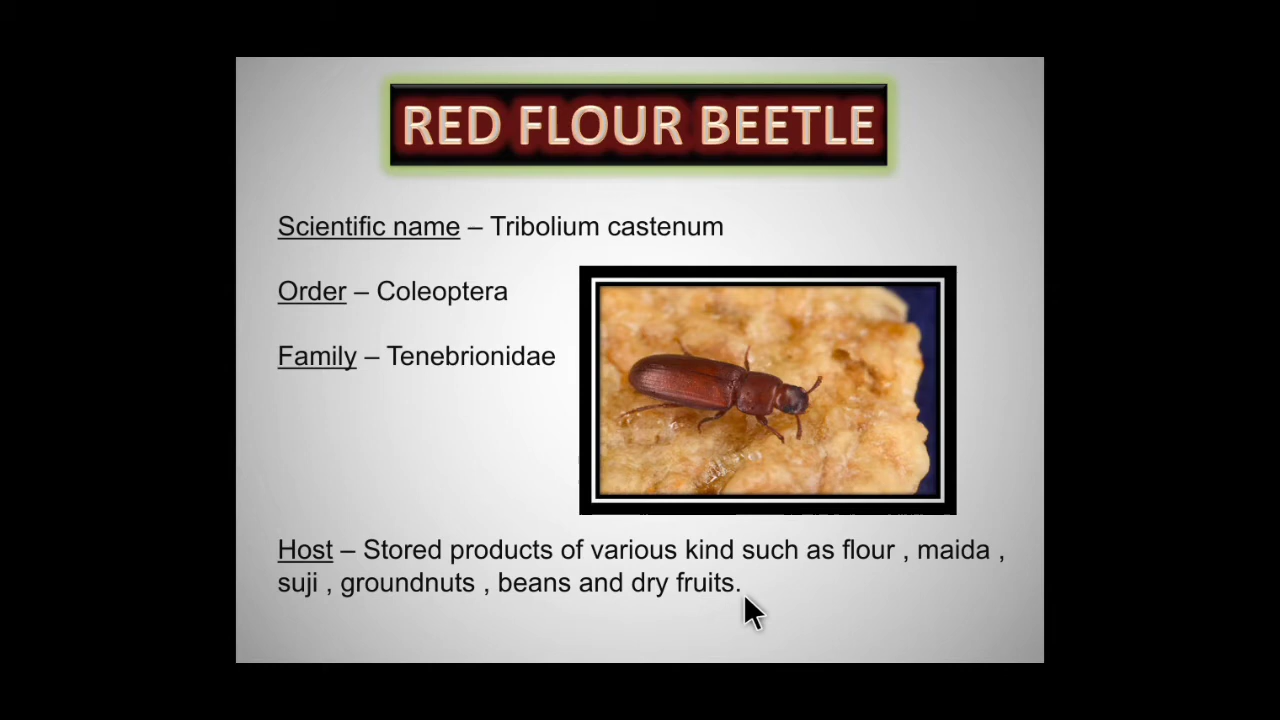 RED FLOUR BEETLE
Scientific name – Tribolium castenum
Order – Coleoptera
Family – Tenebrionidae
Host – Stored products of various kind such as flour , maida ,
suji , groundnuts , beans and dry fruits.